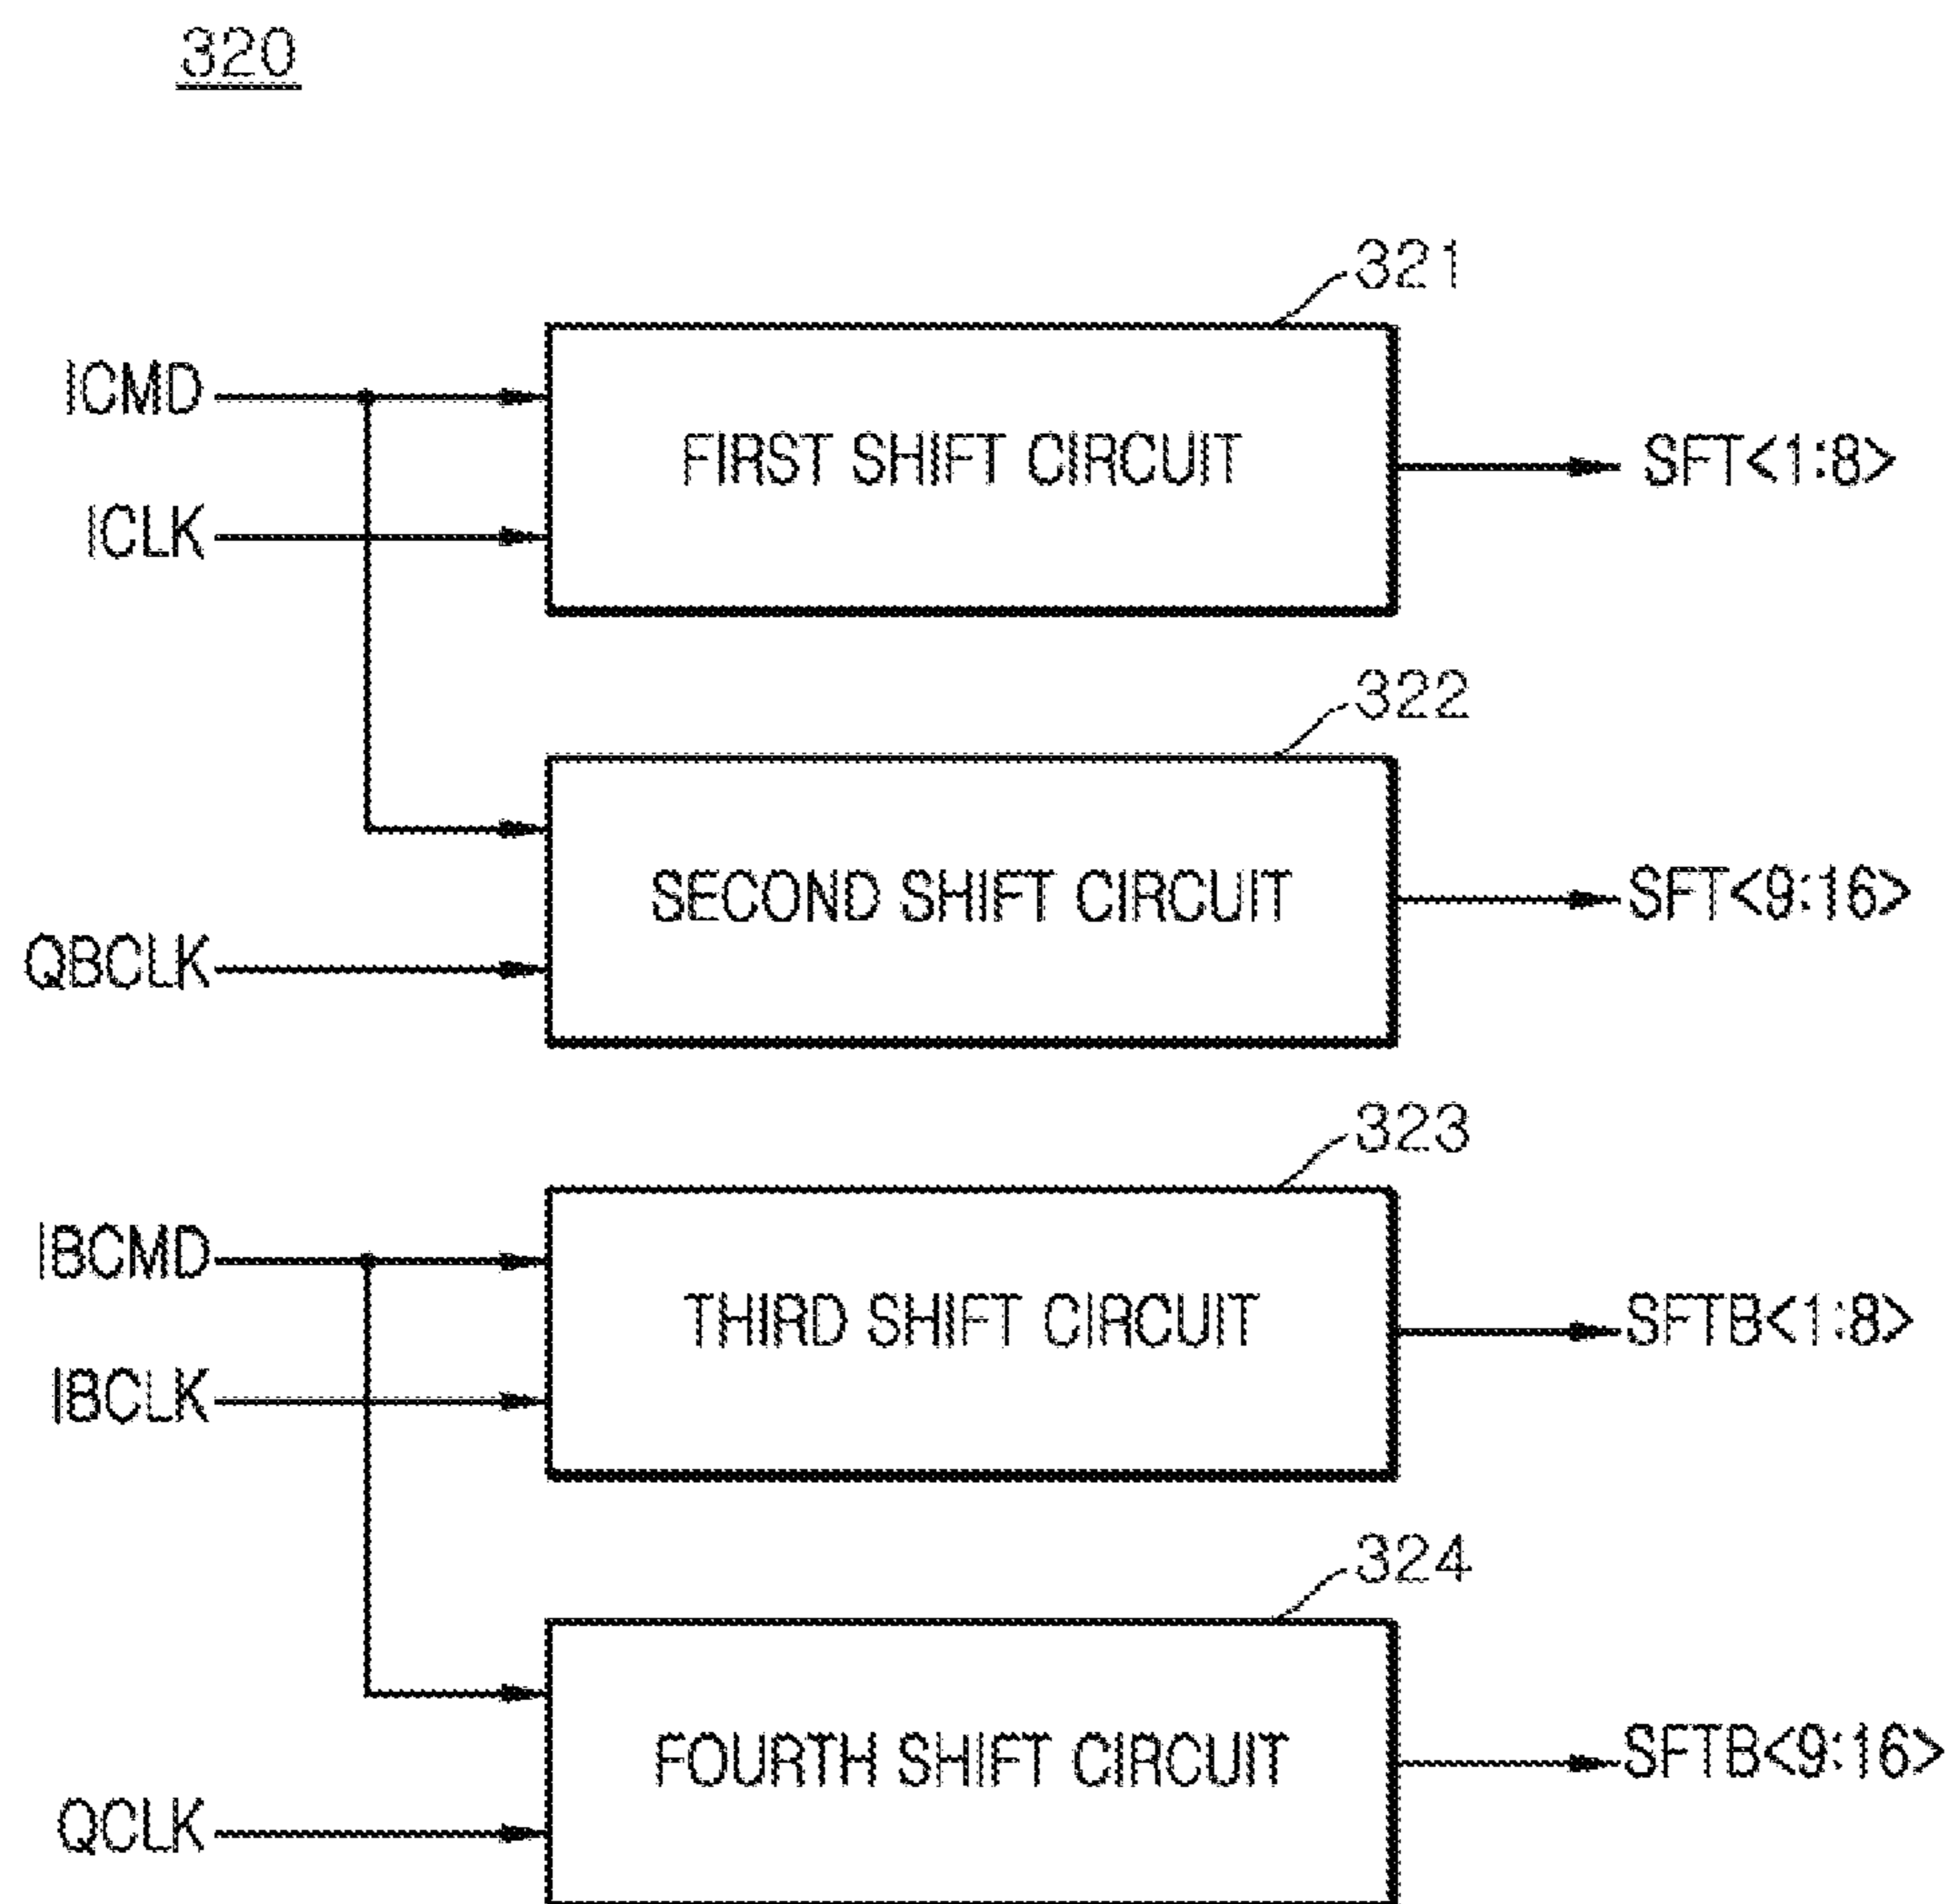 320
321
ICMD
FIRST SHIFT CIRCUIT
SFT<1:8>
ICLK
322
SECOND SHIFT CIRCUIT
SFT<9:16>
QBCLK
323
IBCMD
THIRD SHIFT CIRCUIT
SFTB<1:8>
IBCLK
324
FOURTH SHIFT CIRCUIT
SFTB<9:16>
QCLK